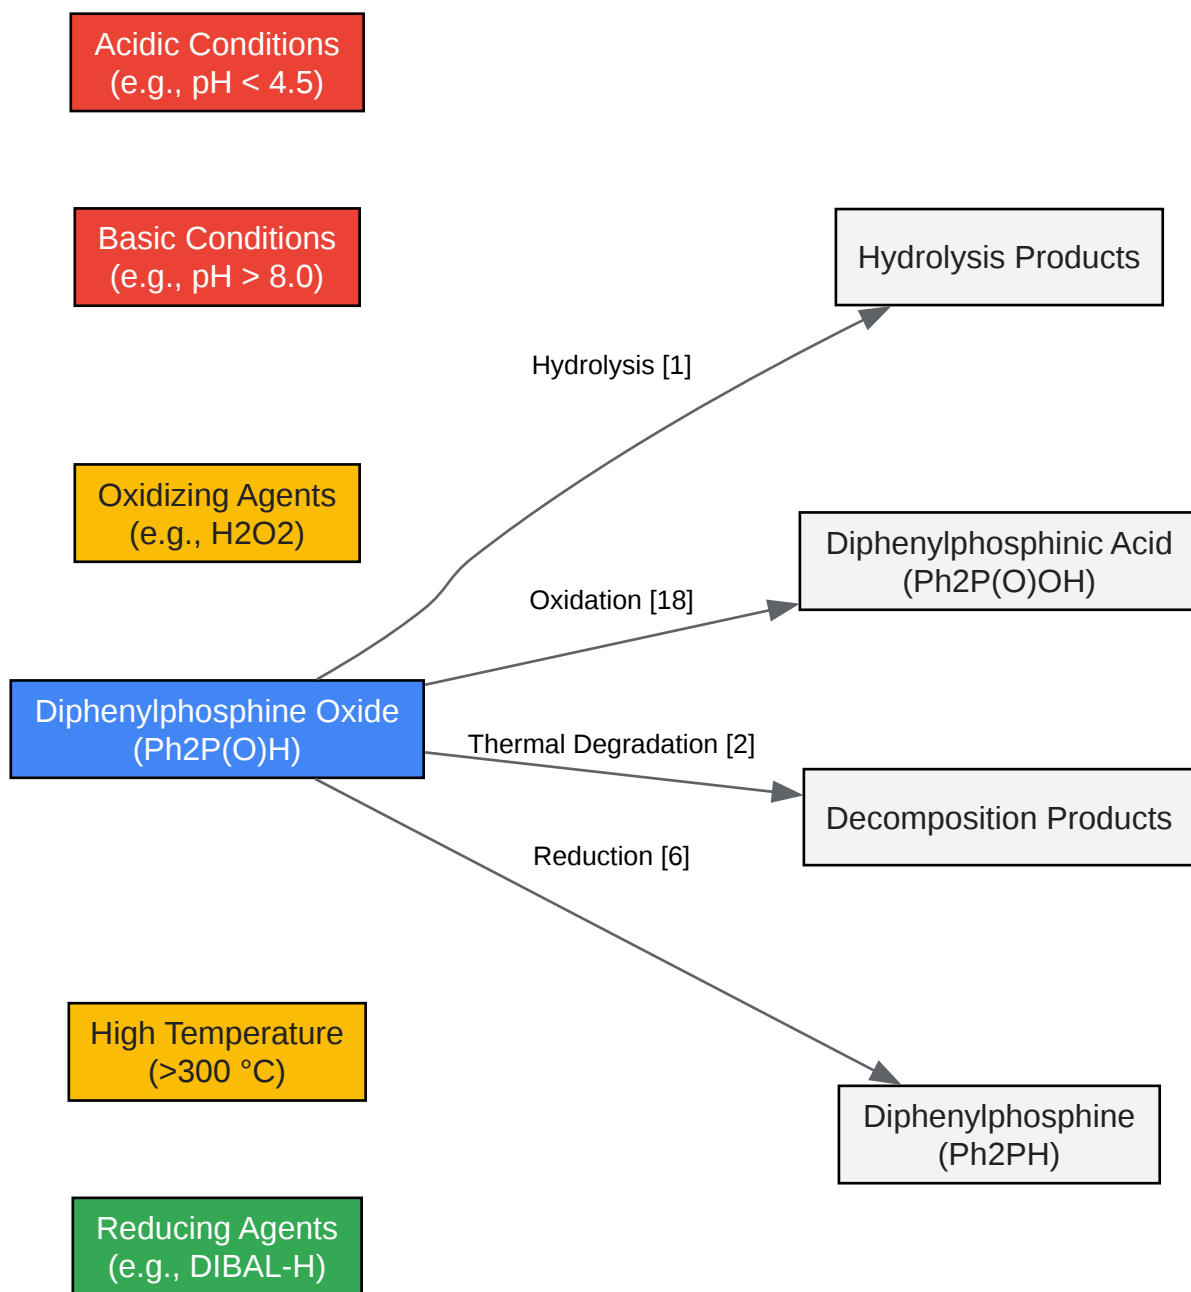 Acidic Conditions
(e.g., pH < 4.5)
Basic Conditions
(e.g., pH > 8.0)
Hydrolysis Products
Hydrolysis [1]
Oxidizing Agents
(e.g., H2O2)
Diphenylphosphinic Acid
(Ph2P(O)OH)
Oxidation [18]
Diphenylphosphine Oxide
(Ph2P(O)H)
Thermal Degradation [2]
Decomposition Products
Reduction [6]
High Temperature
(>300 °C)
Diphenylphosphine
(Ph2PH)
Reducing Agents
(e.g., DIBAL-H)